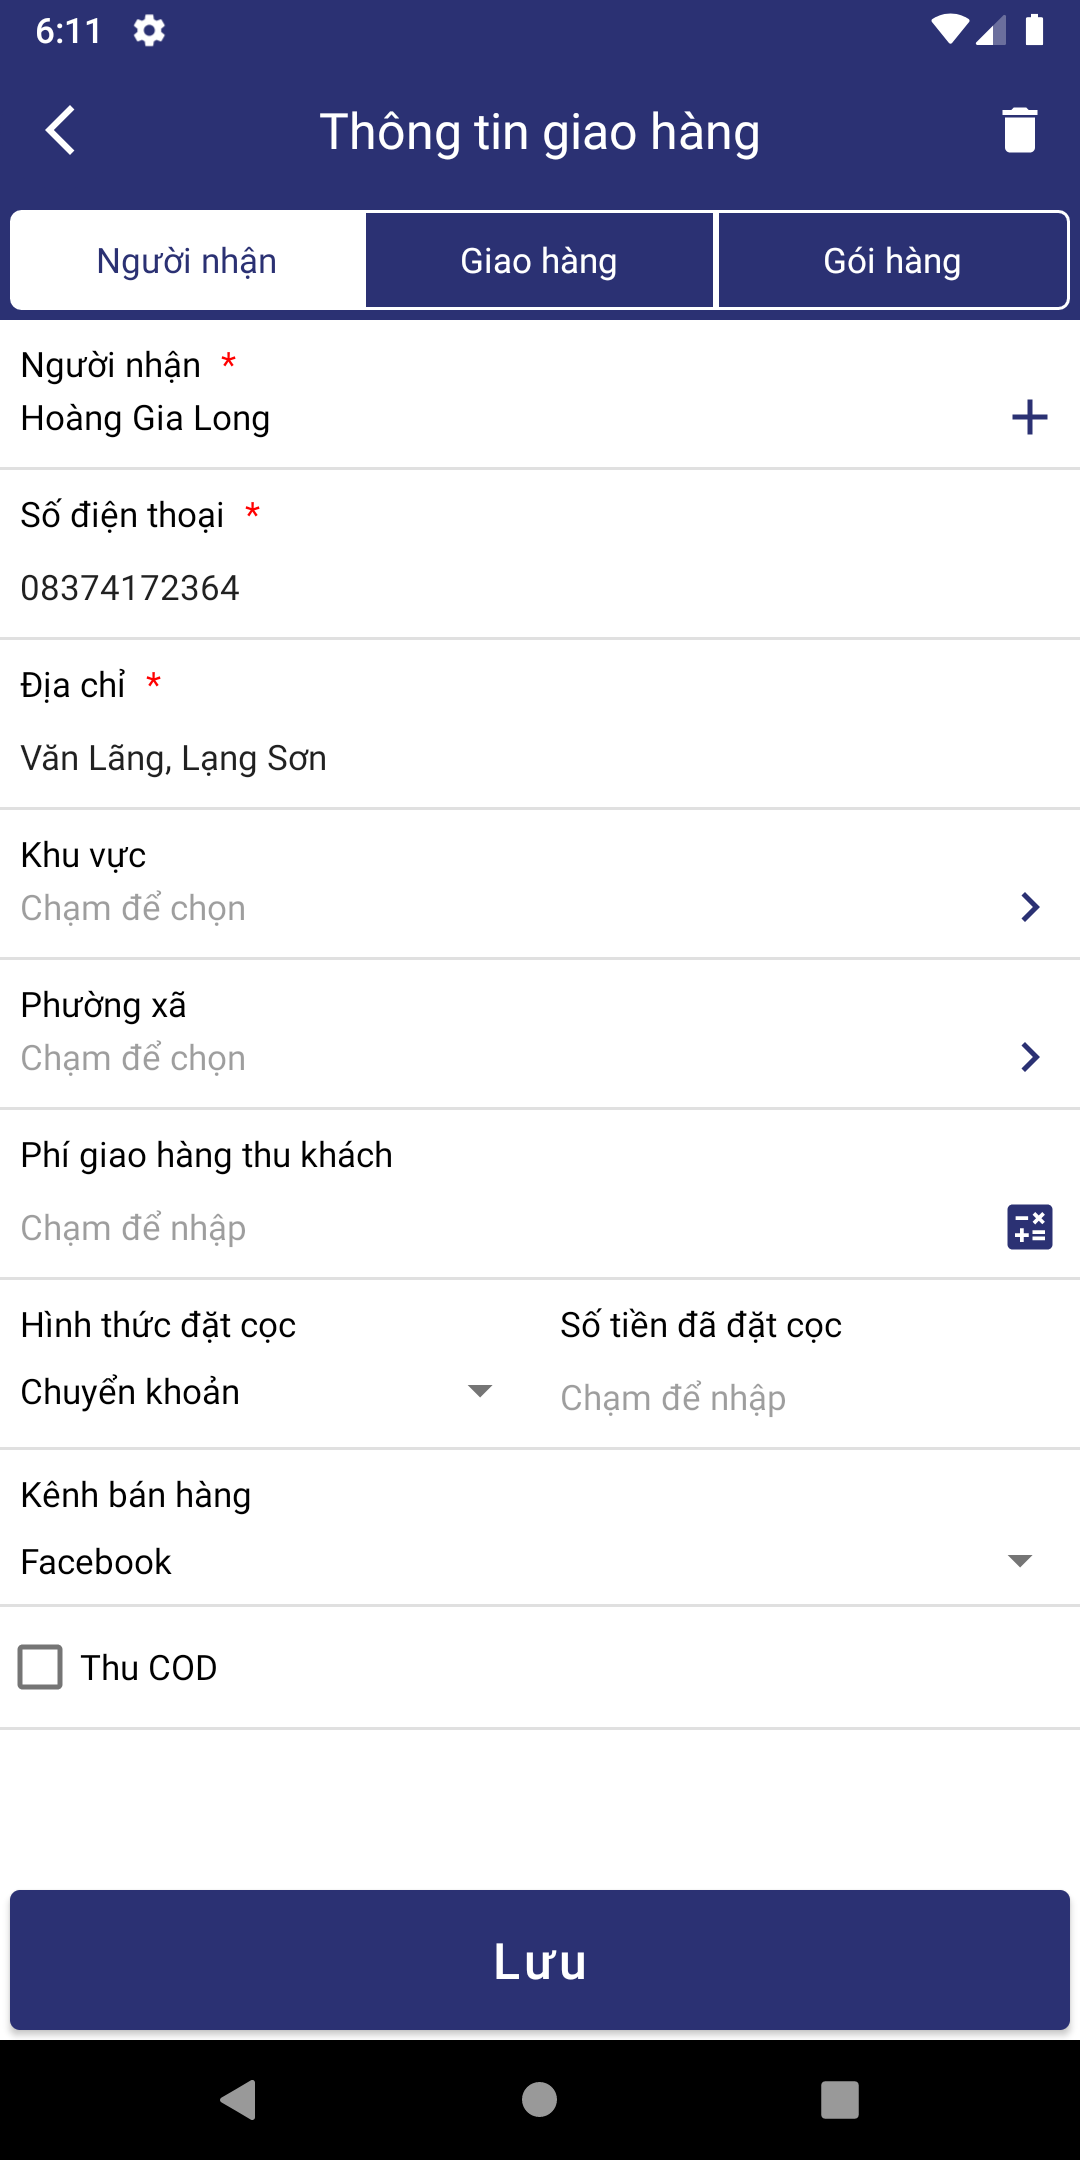 6:11
Thông tin giao hàng
Người nhận
Giao hàng
Gói hàng
Người nhận *
Hoàng Gia Long
Số điện thoại *
08374172364
Địa chỉ *
Văn Lãng, Lạng Sơn
Khu vực
Chạm để chọn
Phường xã
Chạm để chọn
Phí giao hàng thu khách
Chạm để nhập
Hình thức đặt cọc
Chuyển khoản
Số tiền đã đặt cọc
Chạm để nhập
Kênh bán hàng
Facebook
Thu COD
Lưu